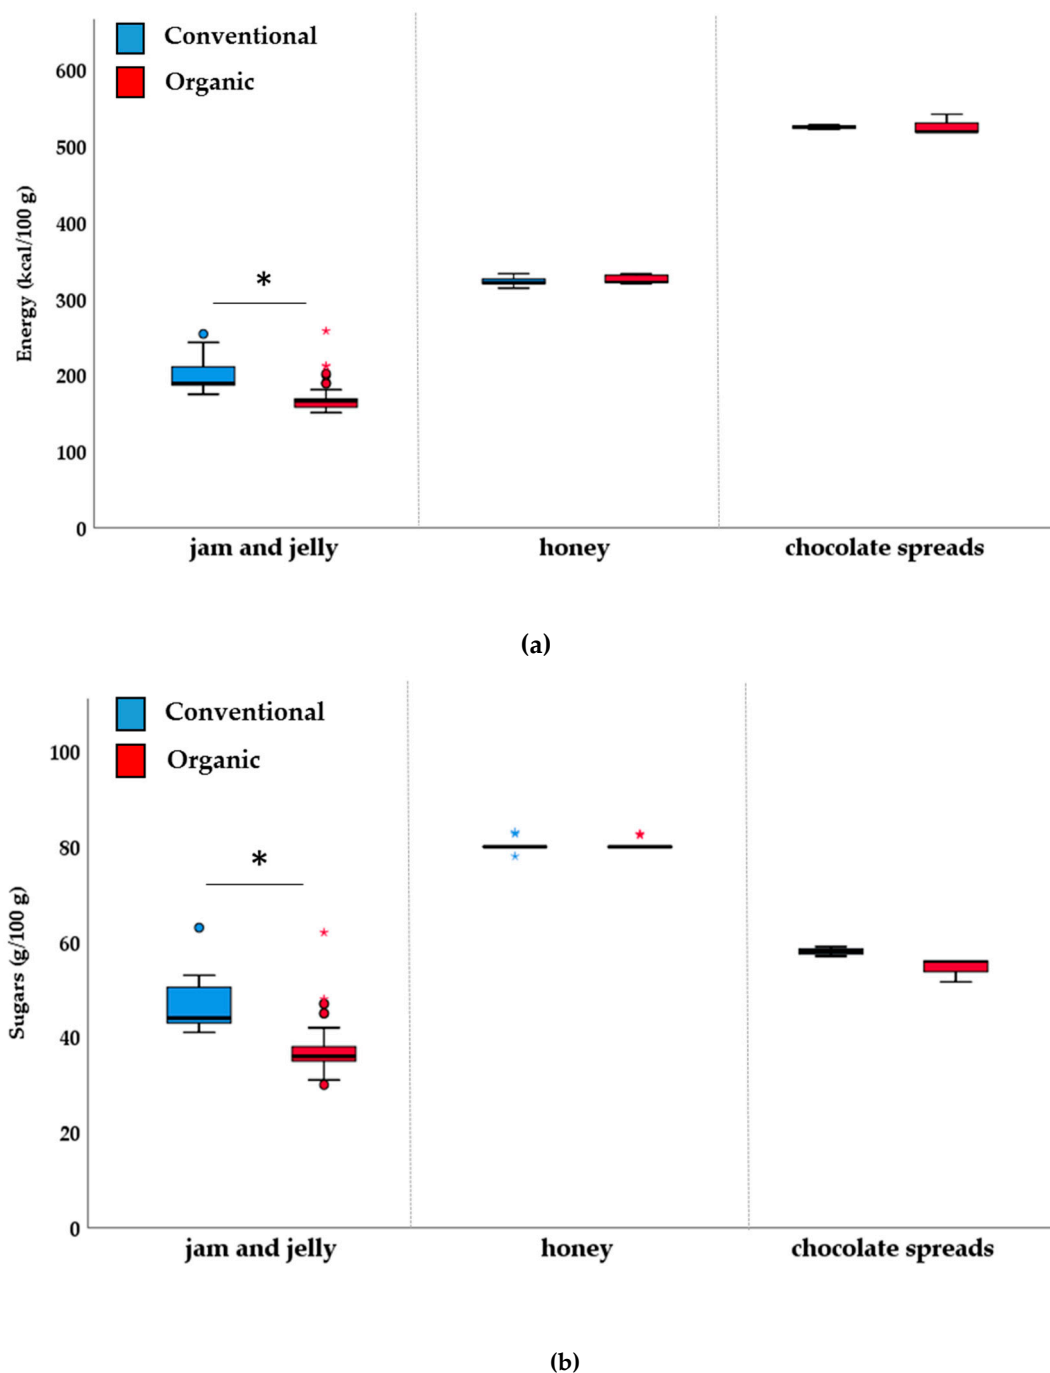 Conventional
Organic
600
500
400
300
200
100
0
Energy (kcal/100 g)
*
jam and jelly honey chocolate spreads
(a)
Conventional
Organic
100
80
60
40
20
0
Sugars (g/100 g)
*
jam and jelly honey chocolate spreads
(b)